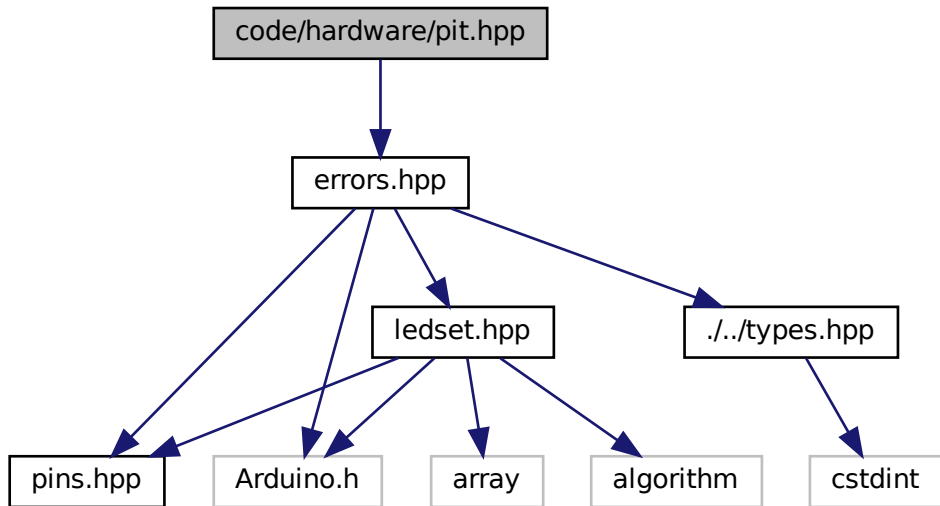 code/hardware/pit.hpp
errors.hpp
ledset.hpp
./../types.hpp
pins.hpp
Arduino.h
array
algorithm
cstdint